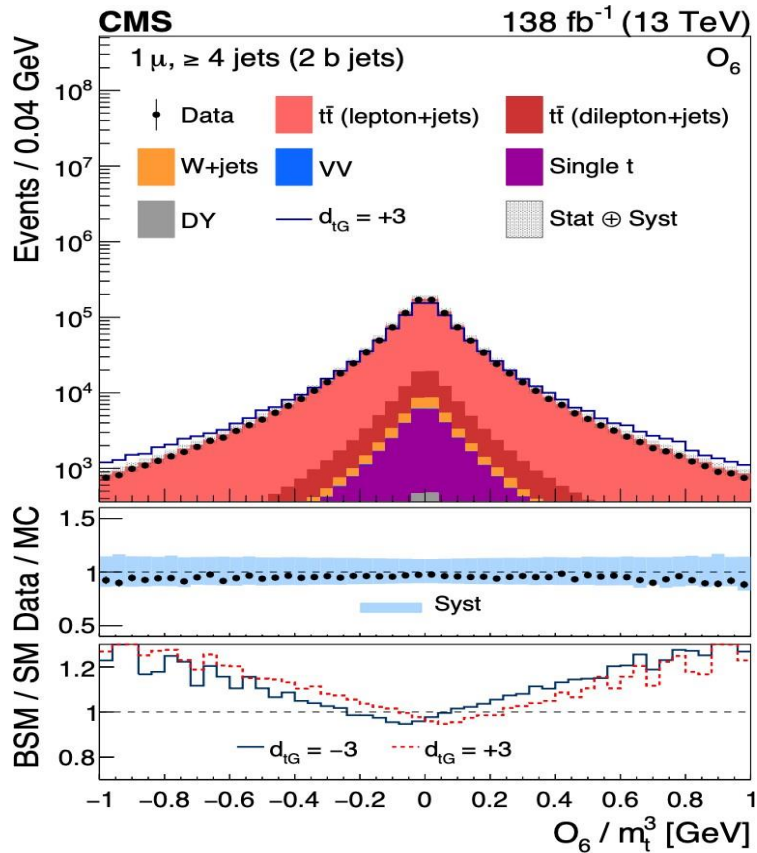 CMS 138 fb⁻¹ (13 TeV)
1 μ, ≥ 4 jets (2 b jets) O₆
Data tt̄ (lepton+jets) tt̄ (dilepton+jets)
W+jets VV Single t
DY d_tG = +3 Stat ⊕ Syst
Events / 0.04 GeV
10⁸
10⁷
10⁶
10⁵
10⁴
10³
Data / MC
1.5
1
0.5
Syst
BSM / SM
1.2
1
0.8
d_tG = −3 d_tG = +3
−1 −0.8 −0.6 −0.4 −0.2 0 0.2 0.4 0.6 0.8 1
O₆ / m_t³ [GeV]